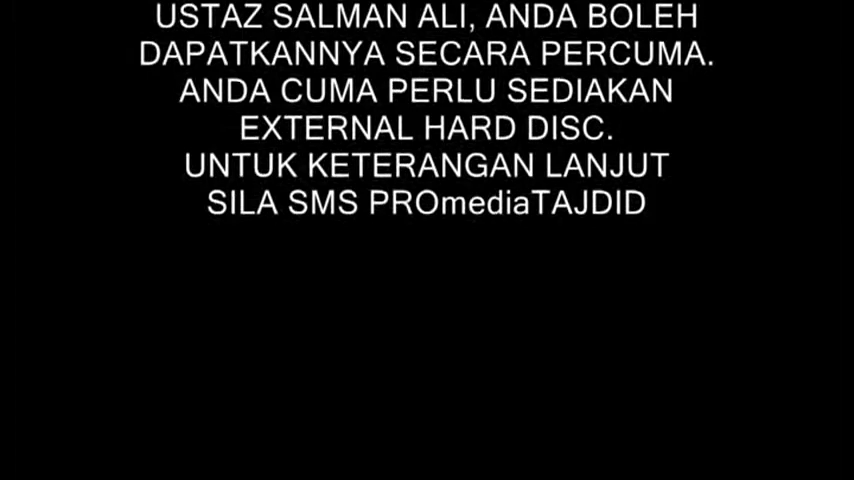 USTAZ SALMAN ALI, ANDA BOLEH
DAPATKANNYA SECARA PERCUMA.
ANDA CUMA PERLU SEDIAKAN
EXTERNAL HARD DISC.
UNTUK KETERANGAN LANJUT
SILA SMS PROmediaTAJDID